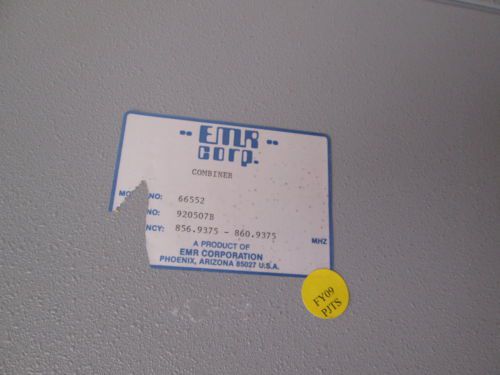 EMR
corp.
COMBINER
MO NO: 66552
NO: 920507B
NCY: 856.9375 - 860.9375 MHZ
A PRODUCT OF
EMR CORPORATION
PHOENIX, ARIZONA 85027 U.S.A.
FY09
PJTS